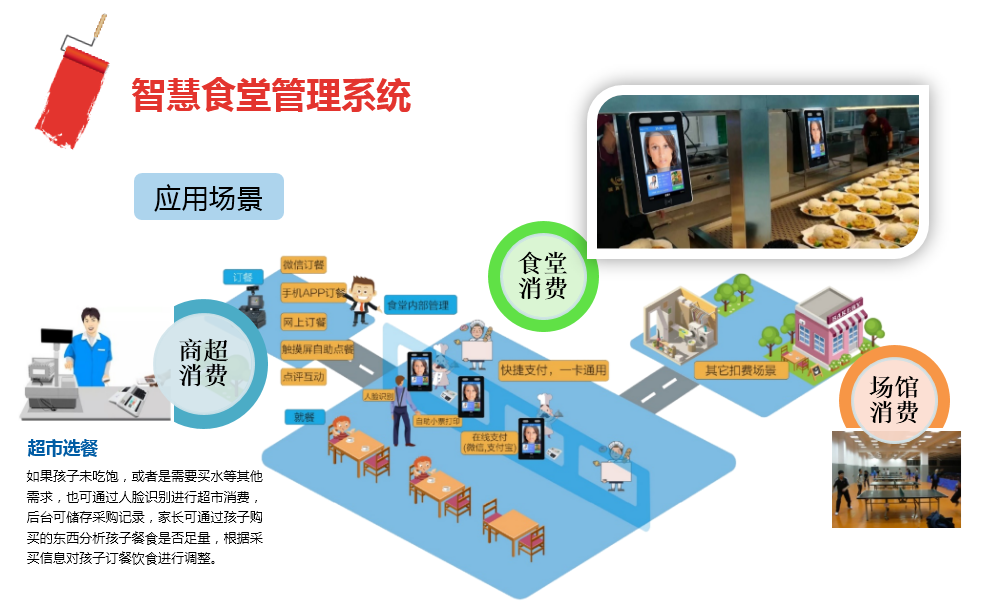 智慧食堂管理系统
应用场景
食堂
消费
订餐
微信订餐
手机APP订餐
网上订餐
触摸屏自助点餐
点评互动
就餐
食堂内部管理
人脸识别
自助小票打印
在线支付
(微信,支付宝)
快捷支付，一卡通用
其它扣费场景
BAKERY
商超
消费
场馆
消费
超市选餐
如果孩子未吃饱，或者是需要买水等其他
需求，也可通过人脸识别进行超市消费，
后台可储存采购记录，家长可通过孩子购
买的东西分析孩子餐食是否足量，根据采
买信息对孩子订餐饮食进行调整。